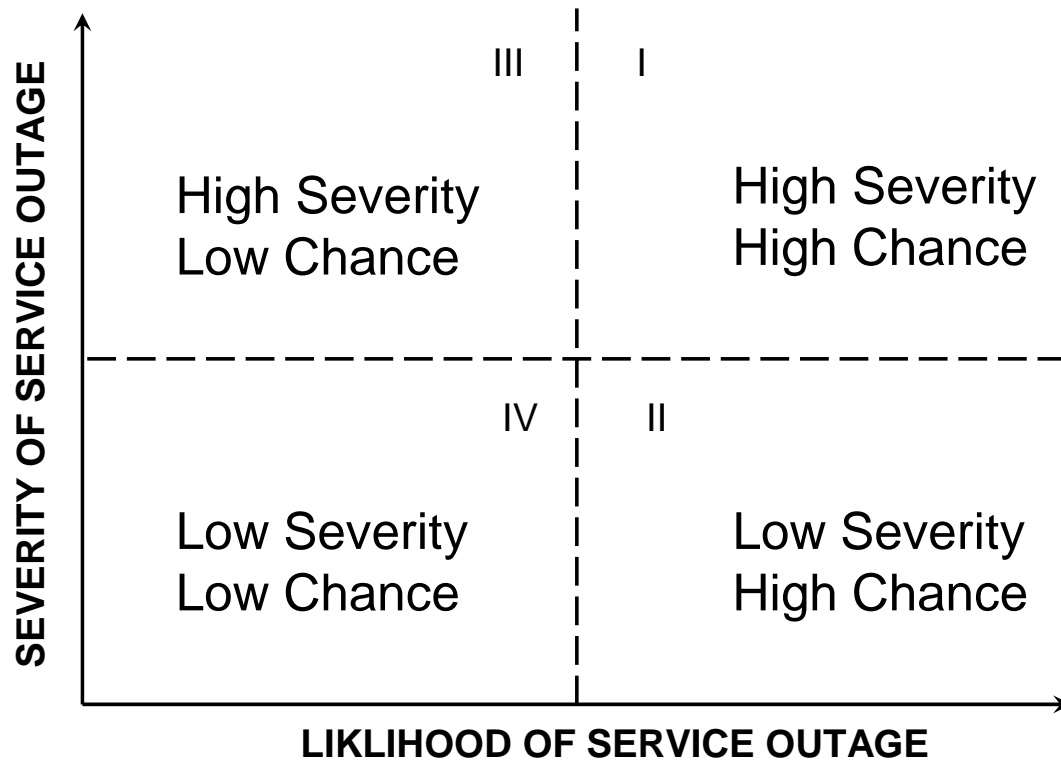 SEVERITY OF SERVICE OUTAGE
III
I
High Severity
Low Chance
High Severity
High Chance
IV
II
Low Severity
Low Chance
Low Severity
High Chance
LIKLIHOOD OF SERVICE OUTAGE